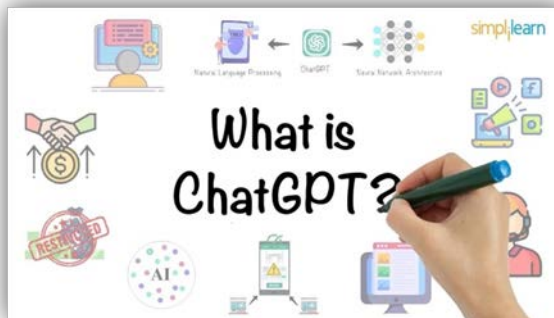 simplilearn
Natural Language Processing
ChatGPT
Neural Network Architecture
What is
ChatGPT?
RESTRICTED
AI